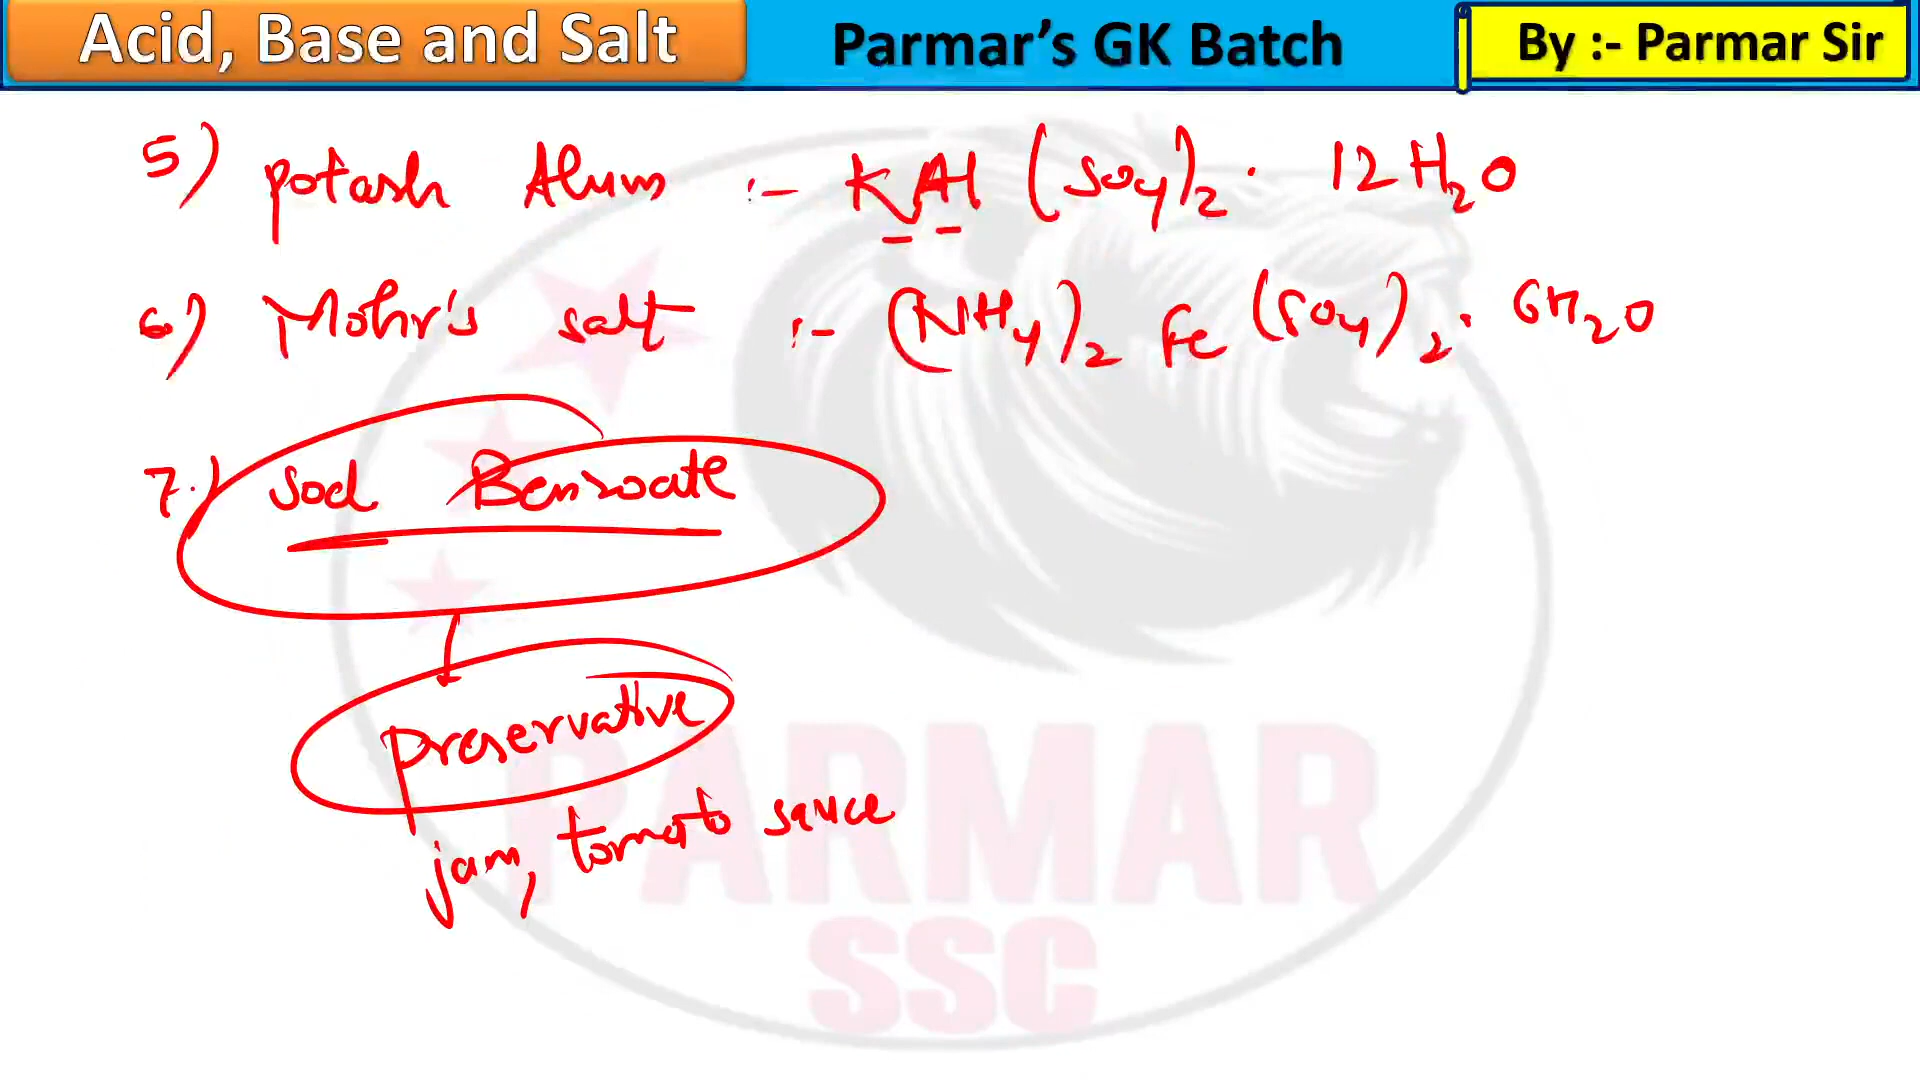 Acid, Base and Salt Parmar's GK Batch By :- Parmar Sir
5) potash Alum :- KAl (SO4)2 . 12H2O
6) Mohr's salt :- (NH4)2 Fe (SO4)2 . 6H2O
7.) Sod Benzoate
preservative
jam, tomato sauce
PARMAR
SSC